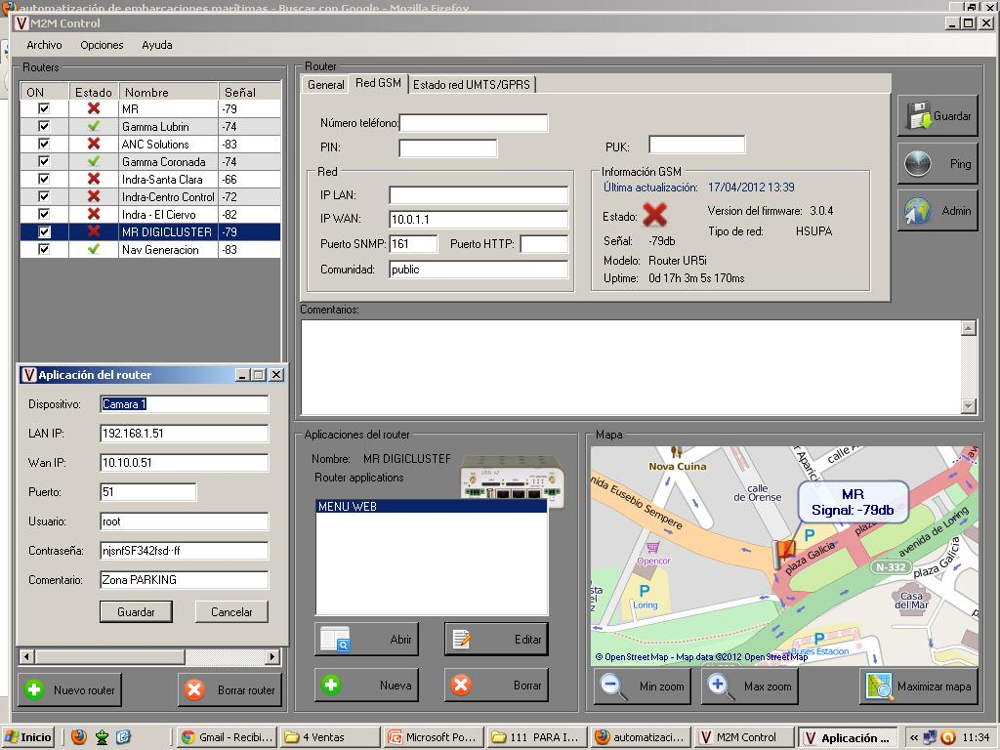 automatización de embarcaciones marítimas - Buscar con Google - Mozilla Firefox
M2M Control
Archivo Opciones Ayuda
Routers
ON Estado Nombre Señal
MR -79
Gamma Lubrin -74
ANC Solutions -83
Gamma Coronada -74
Indra-Santa Clara -66
Indra-Centro Control -72
Indra - El Ciervo -82
MR DIGICLUSTER -79
Nav Generacion -83
Router
General Red GSM Estado red UMTS/GPRS
Número teléfono:
PIN: PUK:
Red
IP LAN:
IP WAN: 10.0.1.1
Puerto SNMP: 161 Puerto HTTP:
Comunidad: public
Información GSM
Última actualización: 17/04/2012 13:39
Estado: Version del firmware: 3.0.4
Tipo de red: HSUPA
Señal: -79db
Modelo: Router UR5i
Uptime: 0d 17h 3m 5s 170ms
Guardar
Ping
Admin
Comentarios:
Aplicación del router
Dispositivo: Camara 1
LAN IP: 192.168.1.51
Wan IP: 10.10.0.51
Puerto: 51
Usuario: root
Contraseña: njsnfSF342fsd··ff
Comentario: Zona PARKING
Guardar Cancelar
Nuevo router Borrar router
Aplicaciones del router
Nombre: MR DIGICLUSTEF
Router applications
UR5i v2
MENU WEB
Abrir Editar
Nueva Borrar
Mapa
Nova Cuina
calle
de Orense
calle
MR
Signal: -79db
nida Eusebio Sempere
plaza Galicia
avenida de Loring
plaza Galicia
N-332
Opencor
P
P
Loring
Casa
del Mar
P
Buses Estacion
© OpenStreetMap - Map data ©2012 OpenStreetMap
Min zoom Max zoom Maximizar mapa
Inicio Gmail - Recibi... 4 Ventas Microsoft Po... 111 PARA I... automatizaci... M2M Control Aplicación ... « 11:34